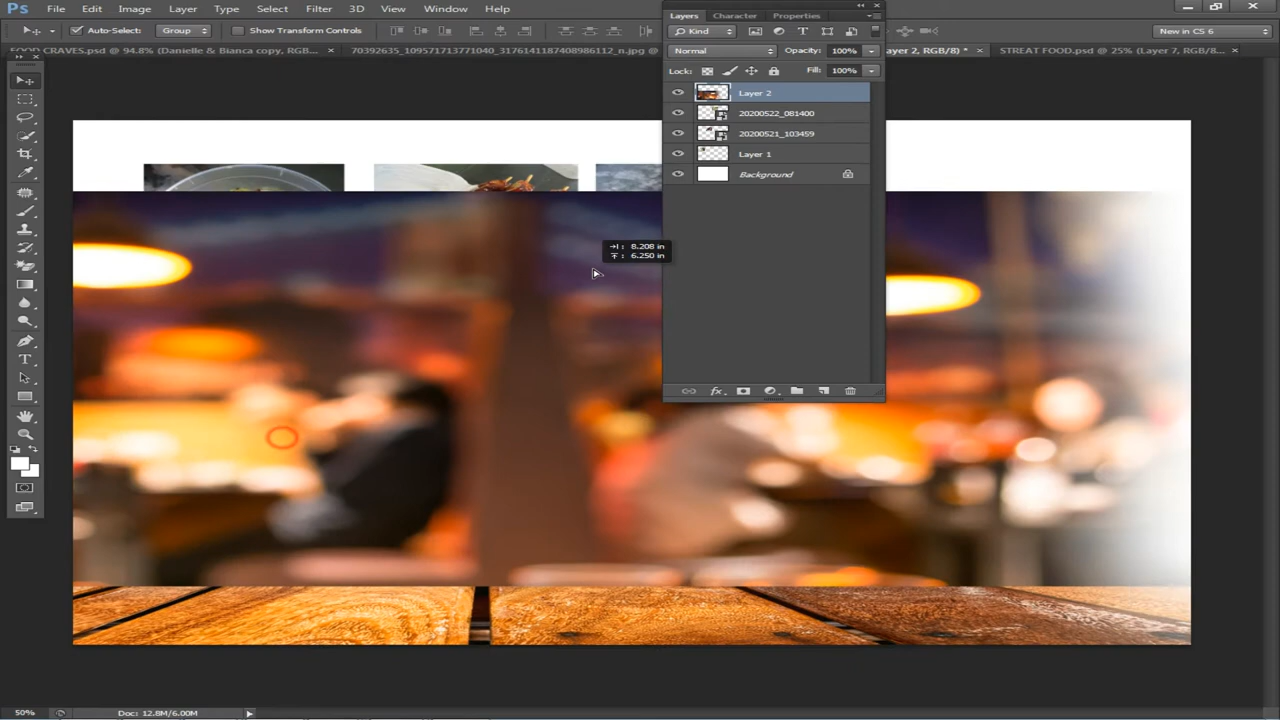 Ps File Edit Image Layer Type Select Filter 3D View Window Help
Auto-Select: Group Show Transform Controls New in CS 6
FOOD CRAVES.psd @ 94.8% (Danielle & Bianca copy, RGB... × 70392635_109571713771040_3176141187408986112_n.jpg @ ayer 2, RGB/8) * × STREAT FOOD.psd @ 25% (Layer 7, RGB/8... ×
Layers Character Properties
Kind
Normal Opacity: 100%
Lock: Fill: 100%
Layer 2
20200522_081400
20200521_103459
Layer 1
Background
8.208 in
6.250 in
fx
50% Doc: 12.8M/6.00M